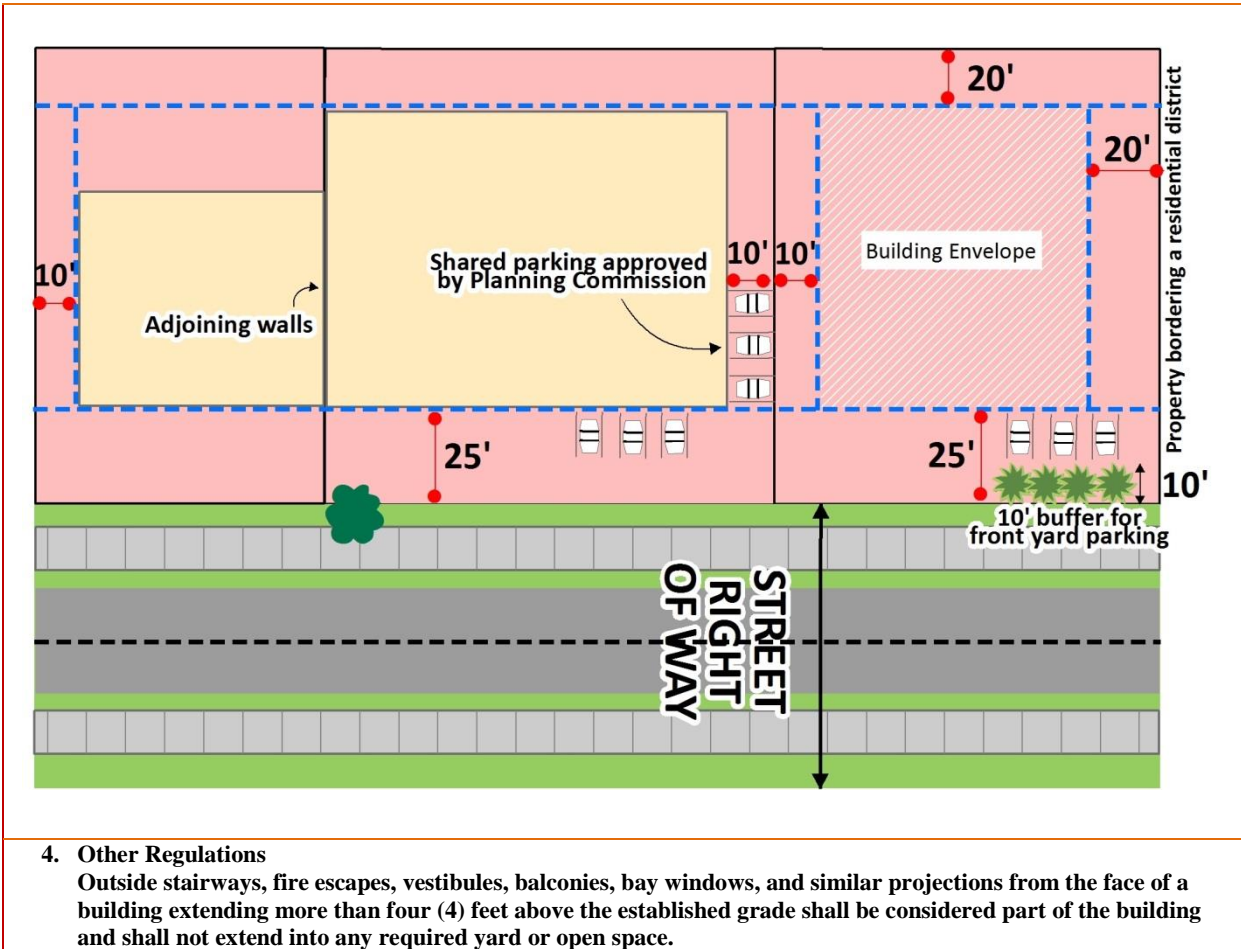 20'
20'
Property bordering a residential district
Building Envelope
10'
10'
Shared parking approved
by Planning Commission
10'
Adjoining walls
25'
25'
10'
10' buffer for
front yard parking
STREET
RIGHT
OF WAY
4. Other Regulations
Outside stairways, fire escapes, vestibules, balconies, bay windows, and similar projections from the face of a
building extending more than four (4) feet above the established grade shall be considered part of the building
and shall not extend into any required yard or open space.